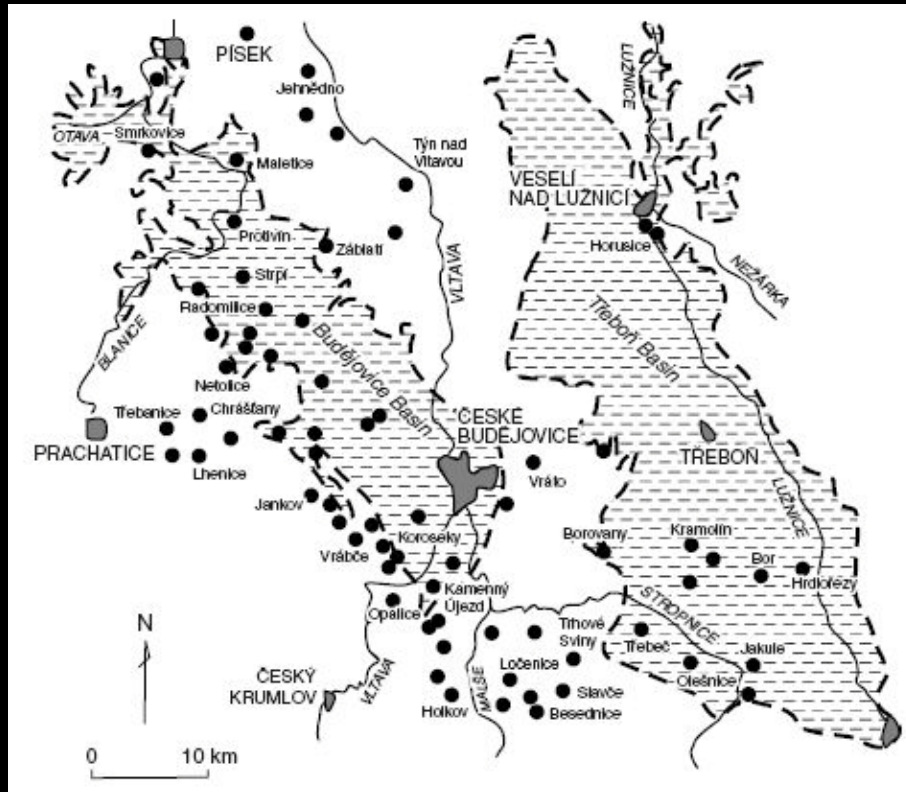 PÍSEK
Jehnědno
LUŽNICE
OTAVA
Smrkovice
Maletice
Týn nad
Vltavou
VESELÍ
NAD LUŽNICÍ
Protivín
Záblatí
Horusice
NEŽÁRKA
VLTAVA
Strpí
Radomilice
BLANICE
Budějovice Basin
Třeboň Basin
Netolice
Třebanice
Chrášťany
ČESKÉ
BUDĚJOVICE
PRACHATICE
Lhenice
Vráto
TŘEBOŇ
LUŽNICE
Jankov
Koroseky
Borovany
Kramolín
Vrábče
Bor
Hrdlořezy
Kamenný
Újezd
Opalice
STROPNICE
N
Trhové
Sviny
Třebeč
Jakule
Ločenice
Olešnice
ČESKÝ
KRUMLOV
VLTAVA
MALŠE
Slavče
Holkov
Besednice
0 10 km